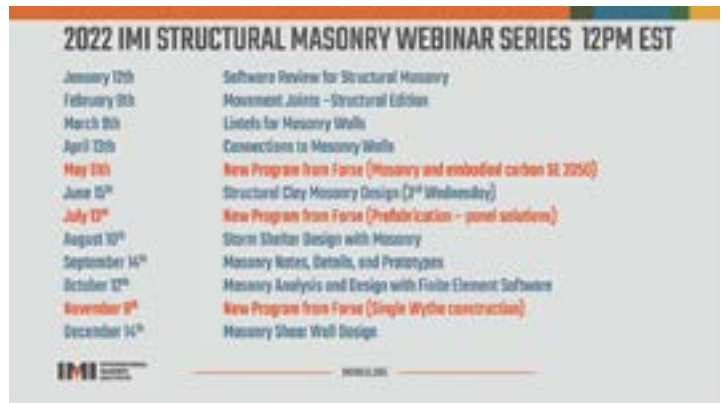 2022 IMI STRUCTURAL MASONRY WEBINAR SERIES 12PM EST
January 12th Software Review for Structural Masonry
February 9th Movement Joints – Structural Edition
March 9th Lintels for Masonry Walls
April 13th Connections to Masonry Walls
May 11th New Program from Forse (Masonry and embodied carbon SE 2050)
June 15th Structural Clay Masonry Design (3rd Wednesday)
July 13th New Program from Forse (Prefabrication – panel solutions)
August 10th Storm Shelter Design with Masonry
September 14th Masonry Notes, Details, and Prototypes
October 12th Masonry Analysis and Design with Finite Element Software
November 9th New Program from Forse (Single Wythe construction)
December 14th Masonry Shear Wall Design
IMI